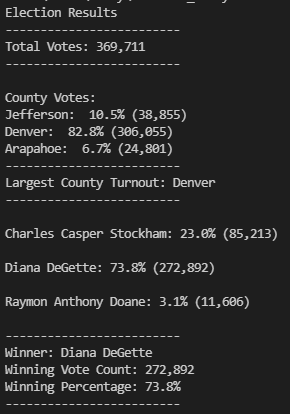 Election Results
-------------------------
Total Votes: 369,711
-------------------------
County Votes:
Jefferson:  10.5% (38,855)
Denver:  82.8% (306,055)
Arapahoe:  6.7% (24,801)
-------------------------
Largest County Turnout: Denver
-------------------------
Charles Casper Stockham: 23.0% (85,213)
Diana DeGette: 73.8% (272,892)
Raymon Anthony Doane: 3.1% (11,606)
-------------------------
Winner: Diana DeGette
Winning Vote Count: 272,892
Winning Percentage: 73.8%
-------------------------